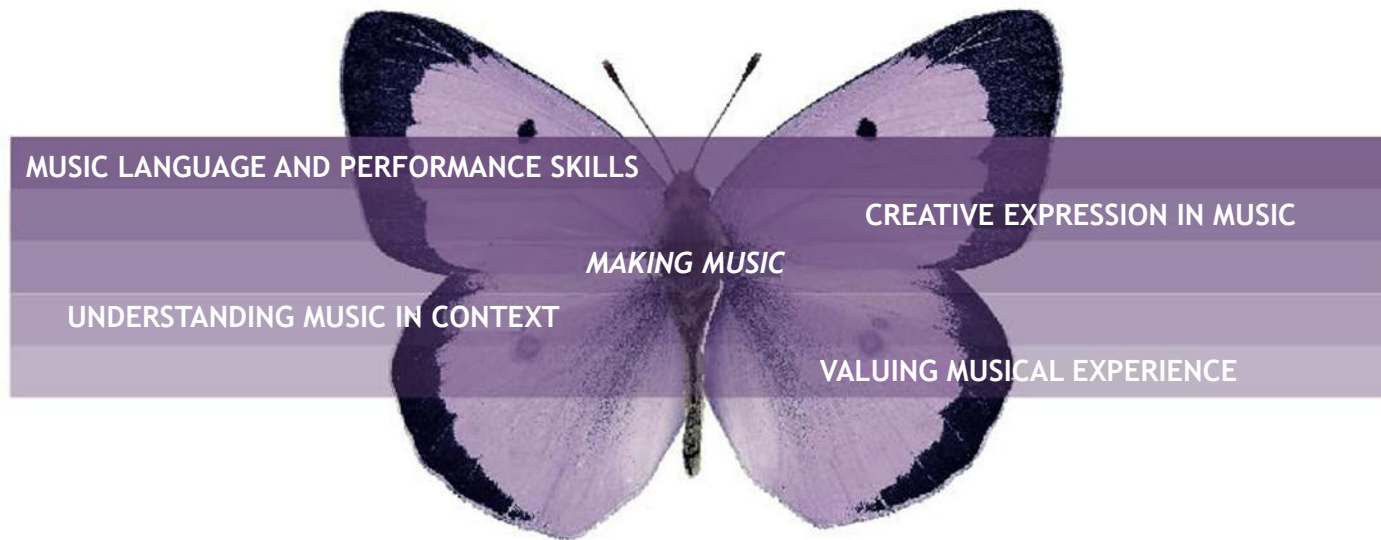 MUSIC LANGUAGE AND PERFORMANCE SKILLS
CREATIVE EXPRESSION IN MUSIC
MAKING MUSIC
UNDERSTANDING MUSIC IN CONTEXT
VALUING MUSICAL EXPERIENCE